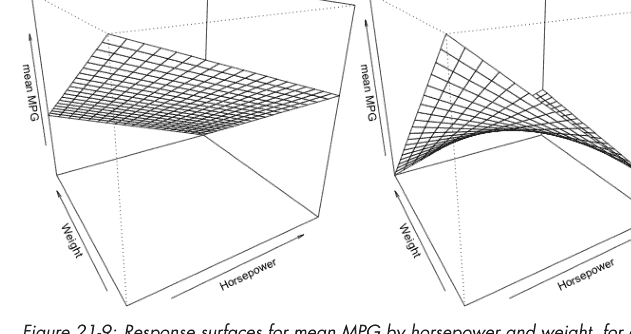 mean MPG
mean MPG
Weight
Horsepower
Weight
Horsepower
Figure 21-9: Response surfaces for mean MPG by horsepower and weight, for